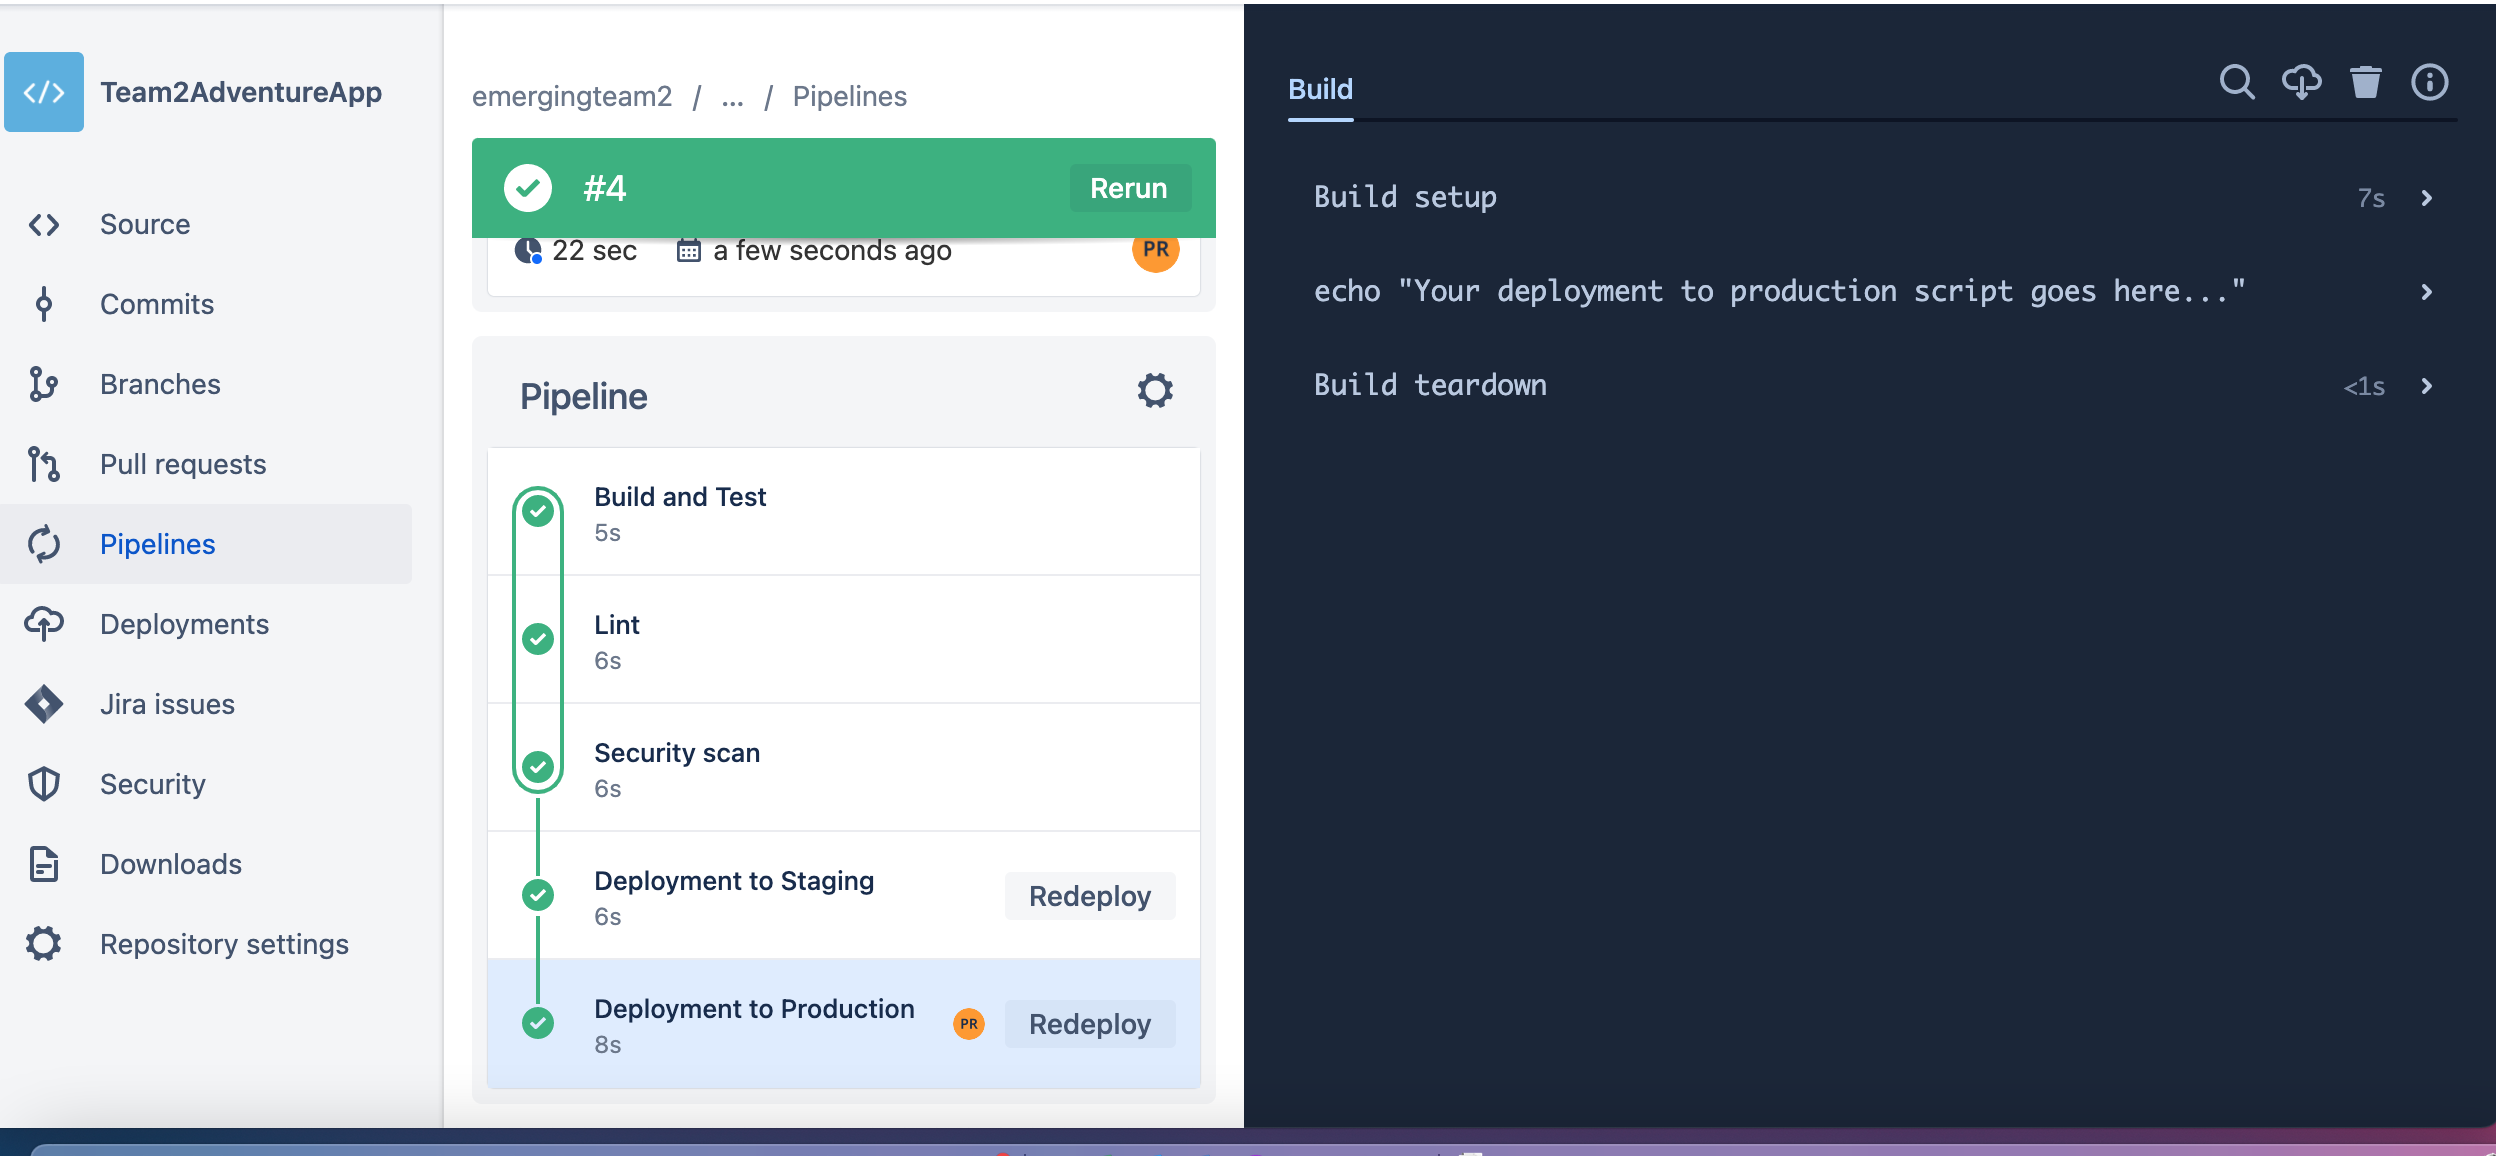 Team2AdventureApp
Source
Commits
Branches
Pull requests
Pipelines
Deployments
Jira issues
Security
Downloads
Repository settings
emergingteam2 / ... / Pipelines
#4 Rerun
22 sec a few seconds ago PR
Pipeline
Build and Test
5s
Lint
6s
Security scan
6s
Deployment to Staging
6s
Redeploy
Deployment to Production
8s
PR Redeploy
Build
Build setup 7s
echo "Your deployment to production script goes here..."
Build teardown <1s